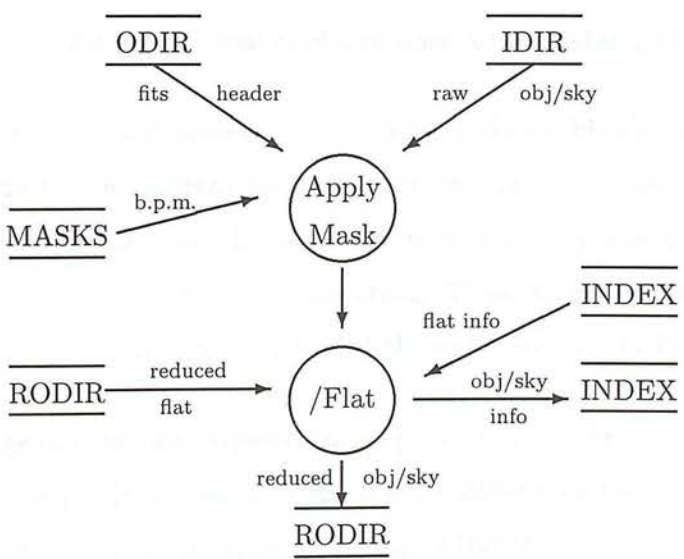 ODIR
IDIR
fits header
raw obj/sky
Apply
Mask
b.p.m.
MASKS
INDEX
flat info
reduced
RODIR
flat
/Flat
obj/sky
INDEX
info
reduced obj/sky
RODIR